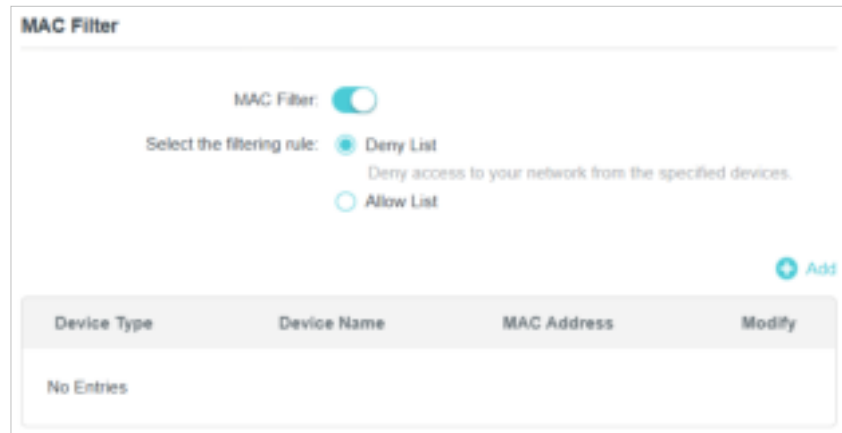 MAC Filter
MAC Filter:
Select the filtering rule: Deny List
Deny access to your network from the specified devices.
Allow List
Add
Device Type Device Name MAC Address Modify
No Entries